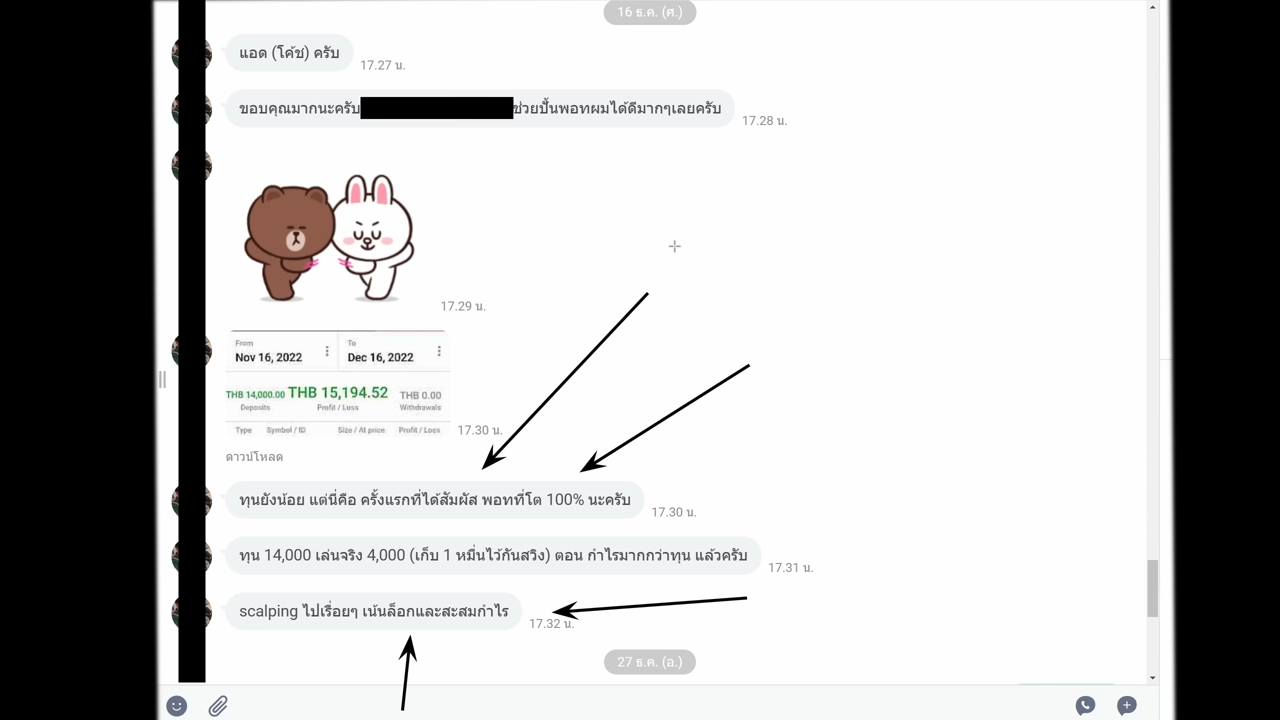 16 ธ.ค. (ศ.)
แอด (โค้ช) ครับ
17.27 น.
ขอบคุณมากนะครับ ช่วยปั้นพอทผมได้ดีมากๆเลยครับ
17.28 น.
17.29 น.
From
To
Nov 16, 2022
Dec 16, 2022
THB 14,000.00 THB 15,194.52 THB 0.00
Deposits Profit / Loss Withdrawals
Type Symbol / ID Size / At price Profit / Loss
17.30 น.
ดาวน์โหลด
ทุนยังน้อย แต่นี่คือ ครั้งแรกที่ได้สัมผัส พอทที่โต 100% นะครับ
17.30 น.
ทุน 14,000 เล่นจริง 4,000 (เก็บ 1 หมื่นไว้กันสวิง) ตอน กำไรมากกว่าทุน แล้วครับ
17.31 น.
scalping ไปเรื่อยๆ เน้นล็อกและสะสมกำไร
17.32 น.
27 ธ.ค. (อ.)